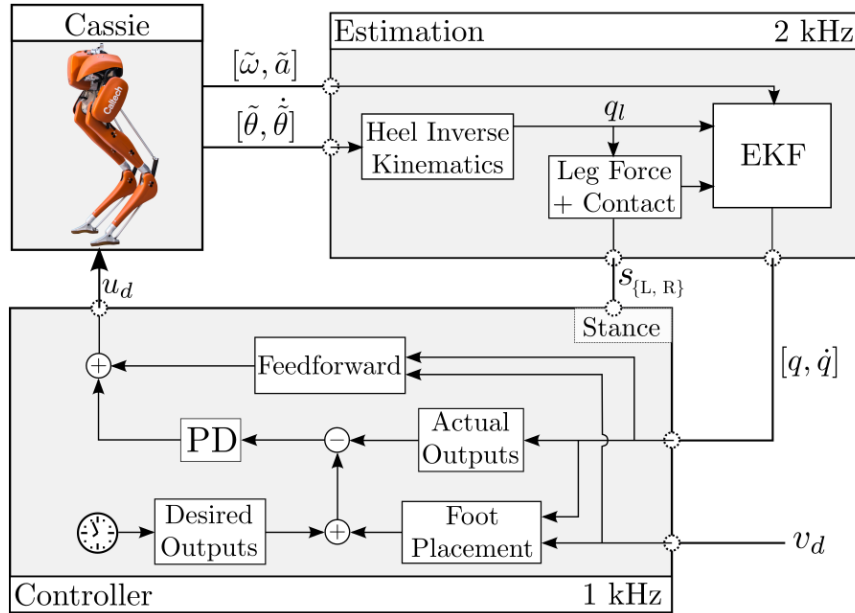 Cassie
Celtech
[ω̃, ã]
[θ̃, θ̃̇]
Estimation 2 kHz
Heel Inverse
Kinematics
q_l
Leg Force
+ Contact
EKF
u_d
s_{L, R}
[q, q̇]
Stance
Feedforward
+
PD
−
Actual
Outputs
Desired
Outputs
+
Foot
Placement
v_d
Controller 1 kHz